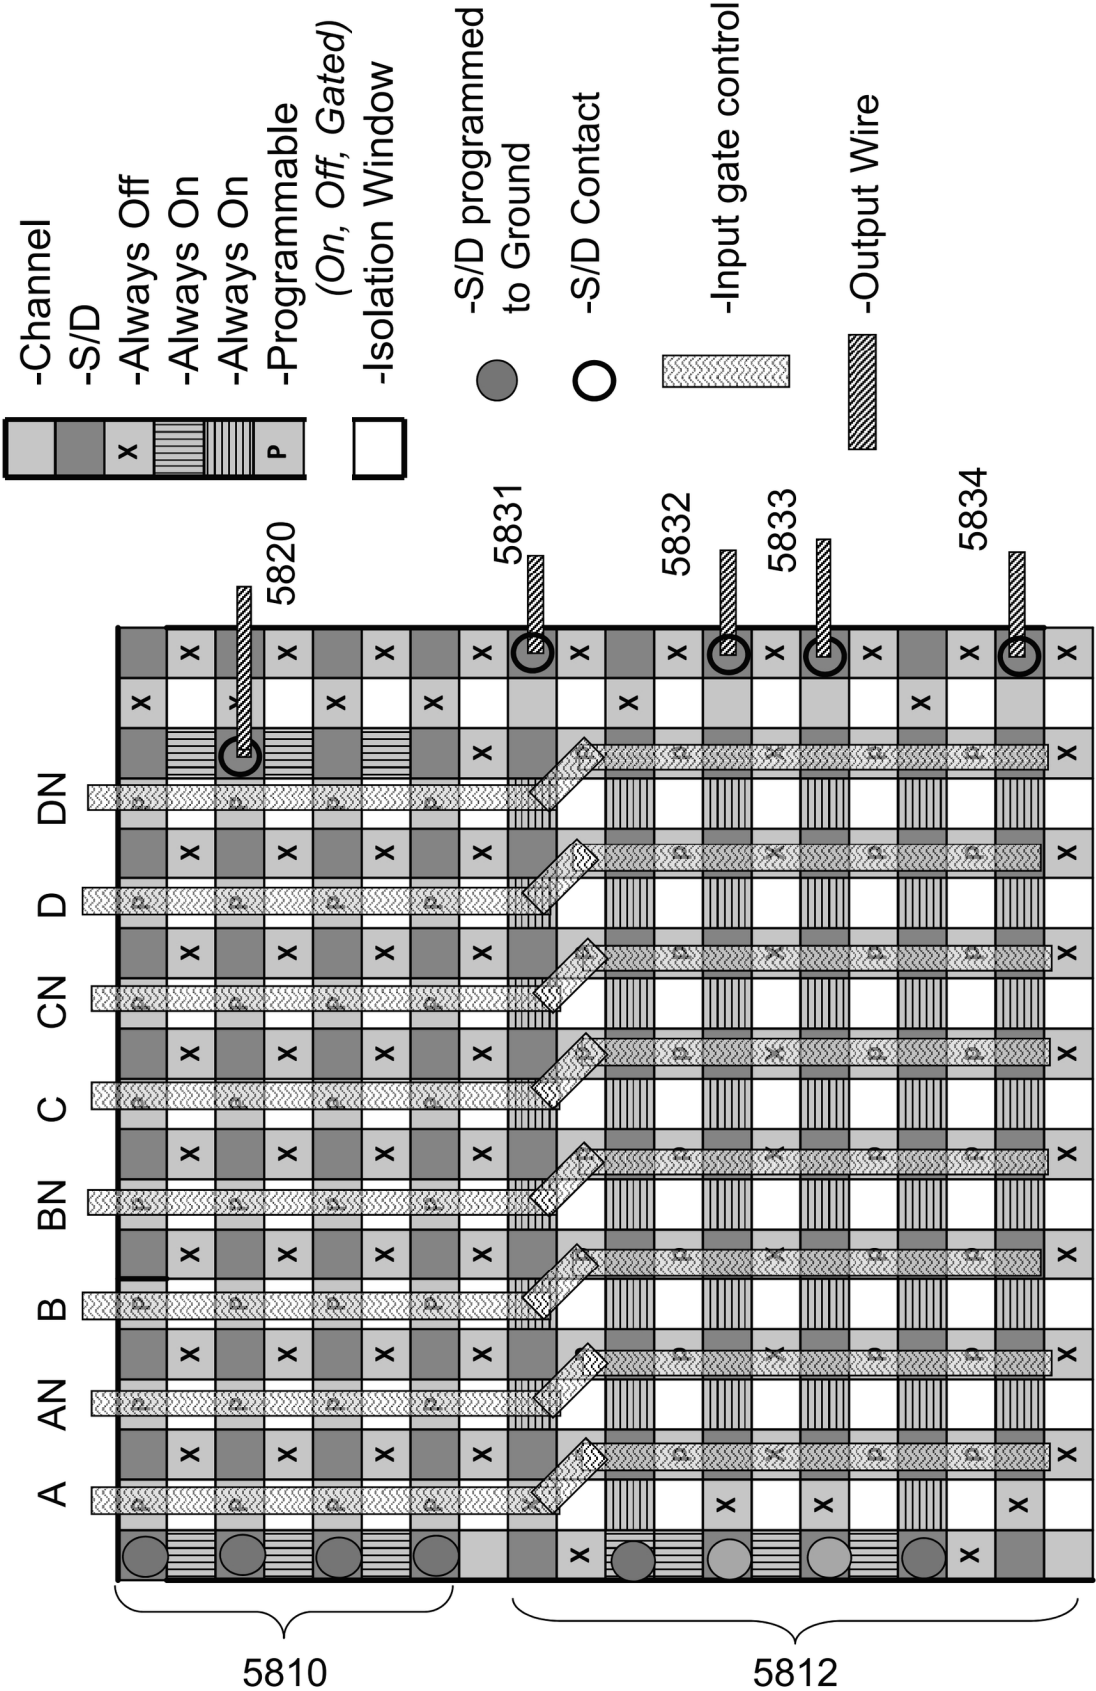 -Channel
-S/D
-Always Off
-Always On
-Always On
-Programmable
(On, Off, Gated)
-Isolation Window
-S/D programmed
to Ground
-S/D Contact
-Input gate control
-Output Wire
X
P
5820
5831
5832
5833
5834
X X X X X X X X X X
X X X X X X
X P P X P P X
DN
P P P P
X X X X P X P P X
D
P P P P
X X X X P P X P P X
CN
P P P P
X X X X P P X P P X
C
P P P P
X X X X P P X P P X
BN
P P P P
X X X X P P X P P X
B
P P P P
X X X X P X P P X
AN
P P P P
X X X X P X P P X
A
P P P P X X X X
X X
5810
5812